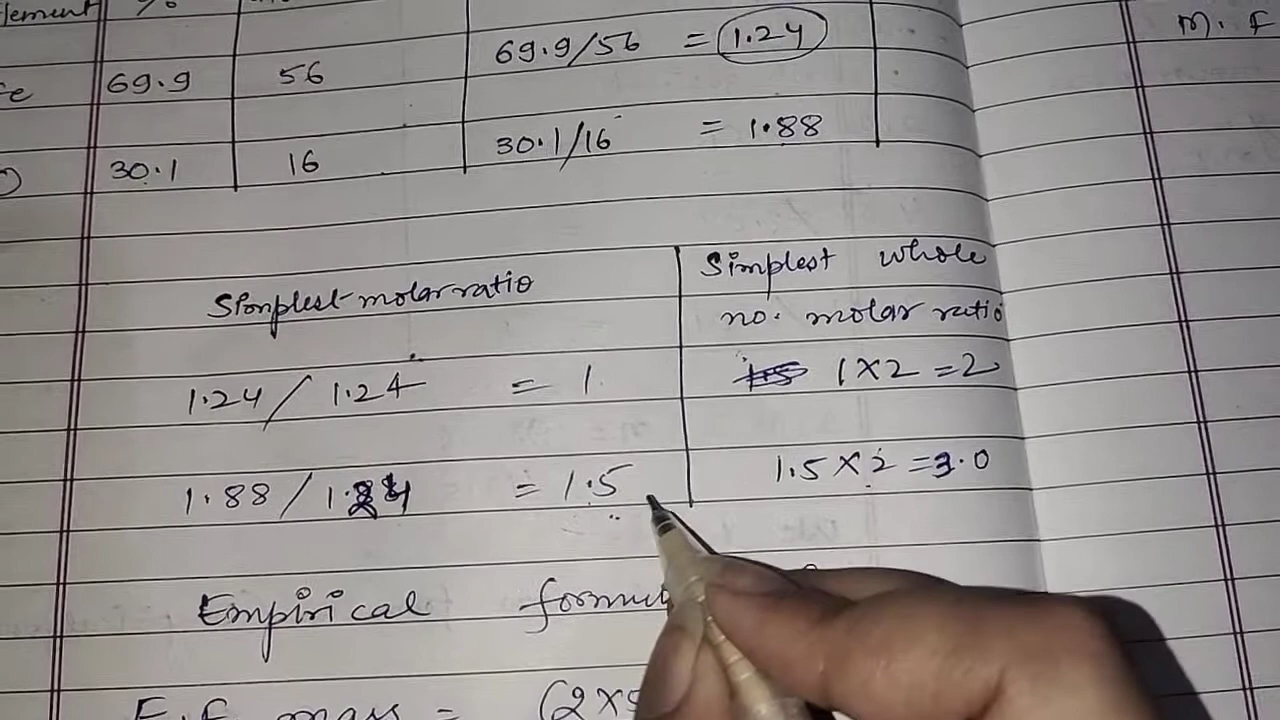 lement %
M. F
69.9/56 = 1.24
Fe 69.9 56
30.1/16 = 1.88
O 30.1 16
Simplest molar ratio
Simplest whole
no. molar ratio
1.24 / 1.24 = 1
1×2 = 2
1.88 / 1.24 = 1.5
1.5×2 = 3.0
Empirical formu
E.F mass = (2×5